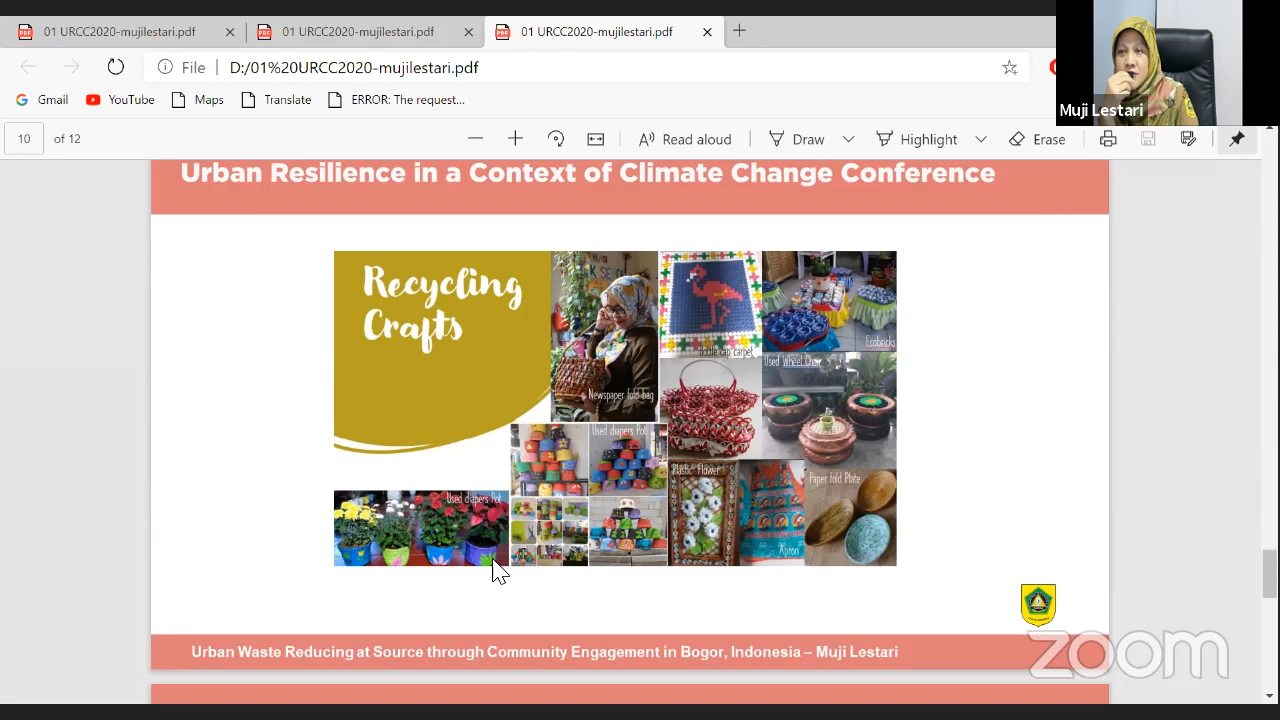 01 URCC2020-mujilestari.pdf
01 URCC2020-mujilestari.pdf
01 URCC2020-mujilestari.pdf
File
D:/01%20URCC2020-mujilestari.pdf
Gmail
YouTube
Maps
Translate
ERROR: The request...
Muji Lestari
10 of 12
Read aloud
Draw
Highlight
Erase
Urban Resilience in a Context of Climate Change Conference
Recycling
Crafts
Newspaper fold bag
cap carpet
Ecobricks
Used Wheel Chair
Used diapers Pot
Plastic Flower
Paper fold Plate
Used diapers Pot
Apron
Urban Waste Reducing at Source through Community Engagement in Bogor, Indonesia – Muji Lestari
zoom